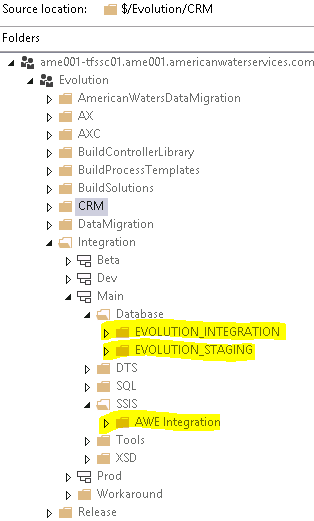 Source location: $/Evolution/CRM
Folders
ame001-tfssc01.ame001.americanwaterservices.com
Evolution
AmericanWatersDataMigration
AX
AXC
BuildControllerLibrary
BuildProcessTemplates
BuildSolutions
CRM
DataMigration
Integration
Beta
Dev
Main
Database
EVOLUTION_INTEGRATION
EVOLUTION_STAGING
DTS
SQL
SSIS
AWE Integration
Tools
XSD
Prod
Workaround
Release